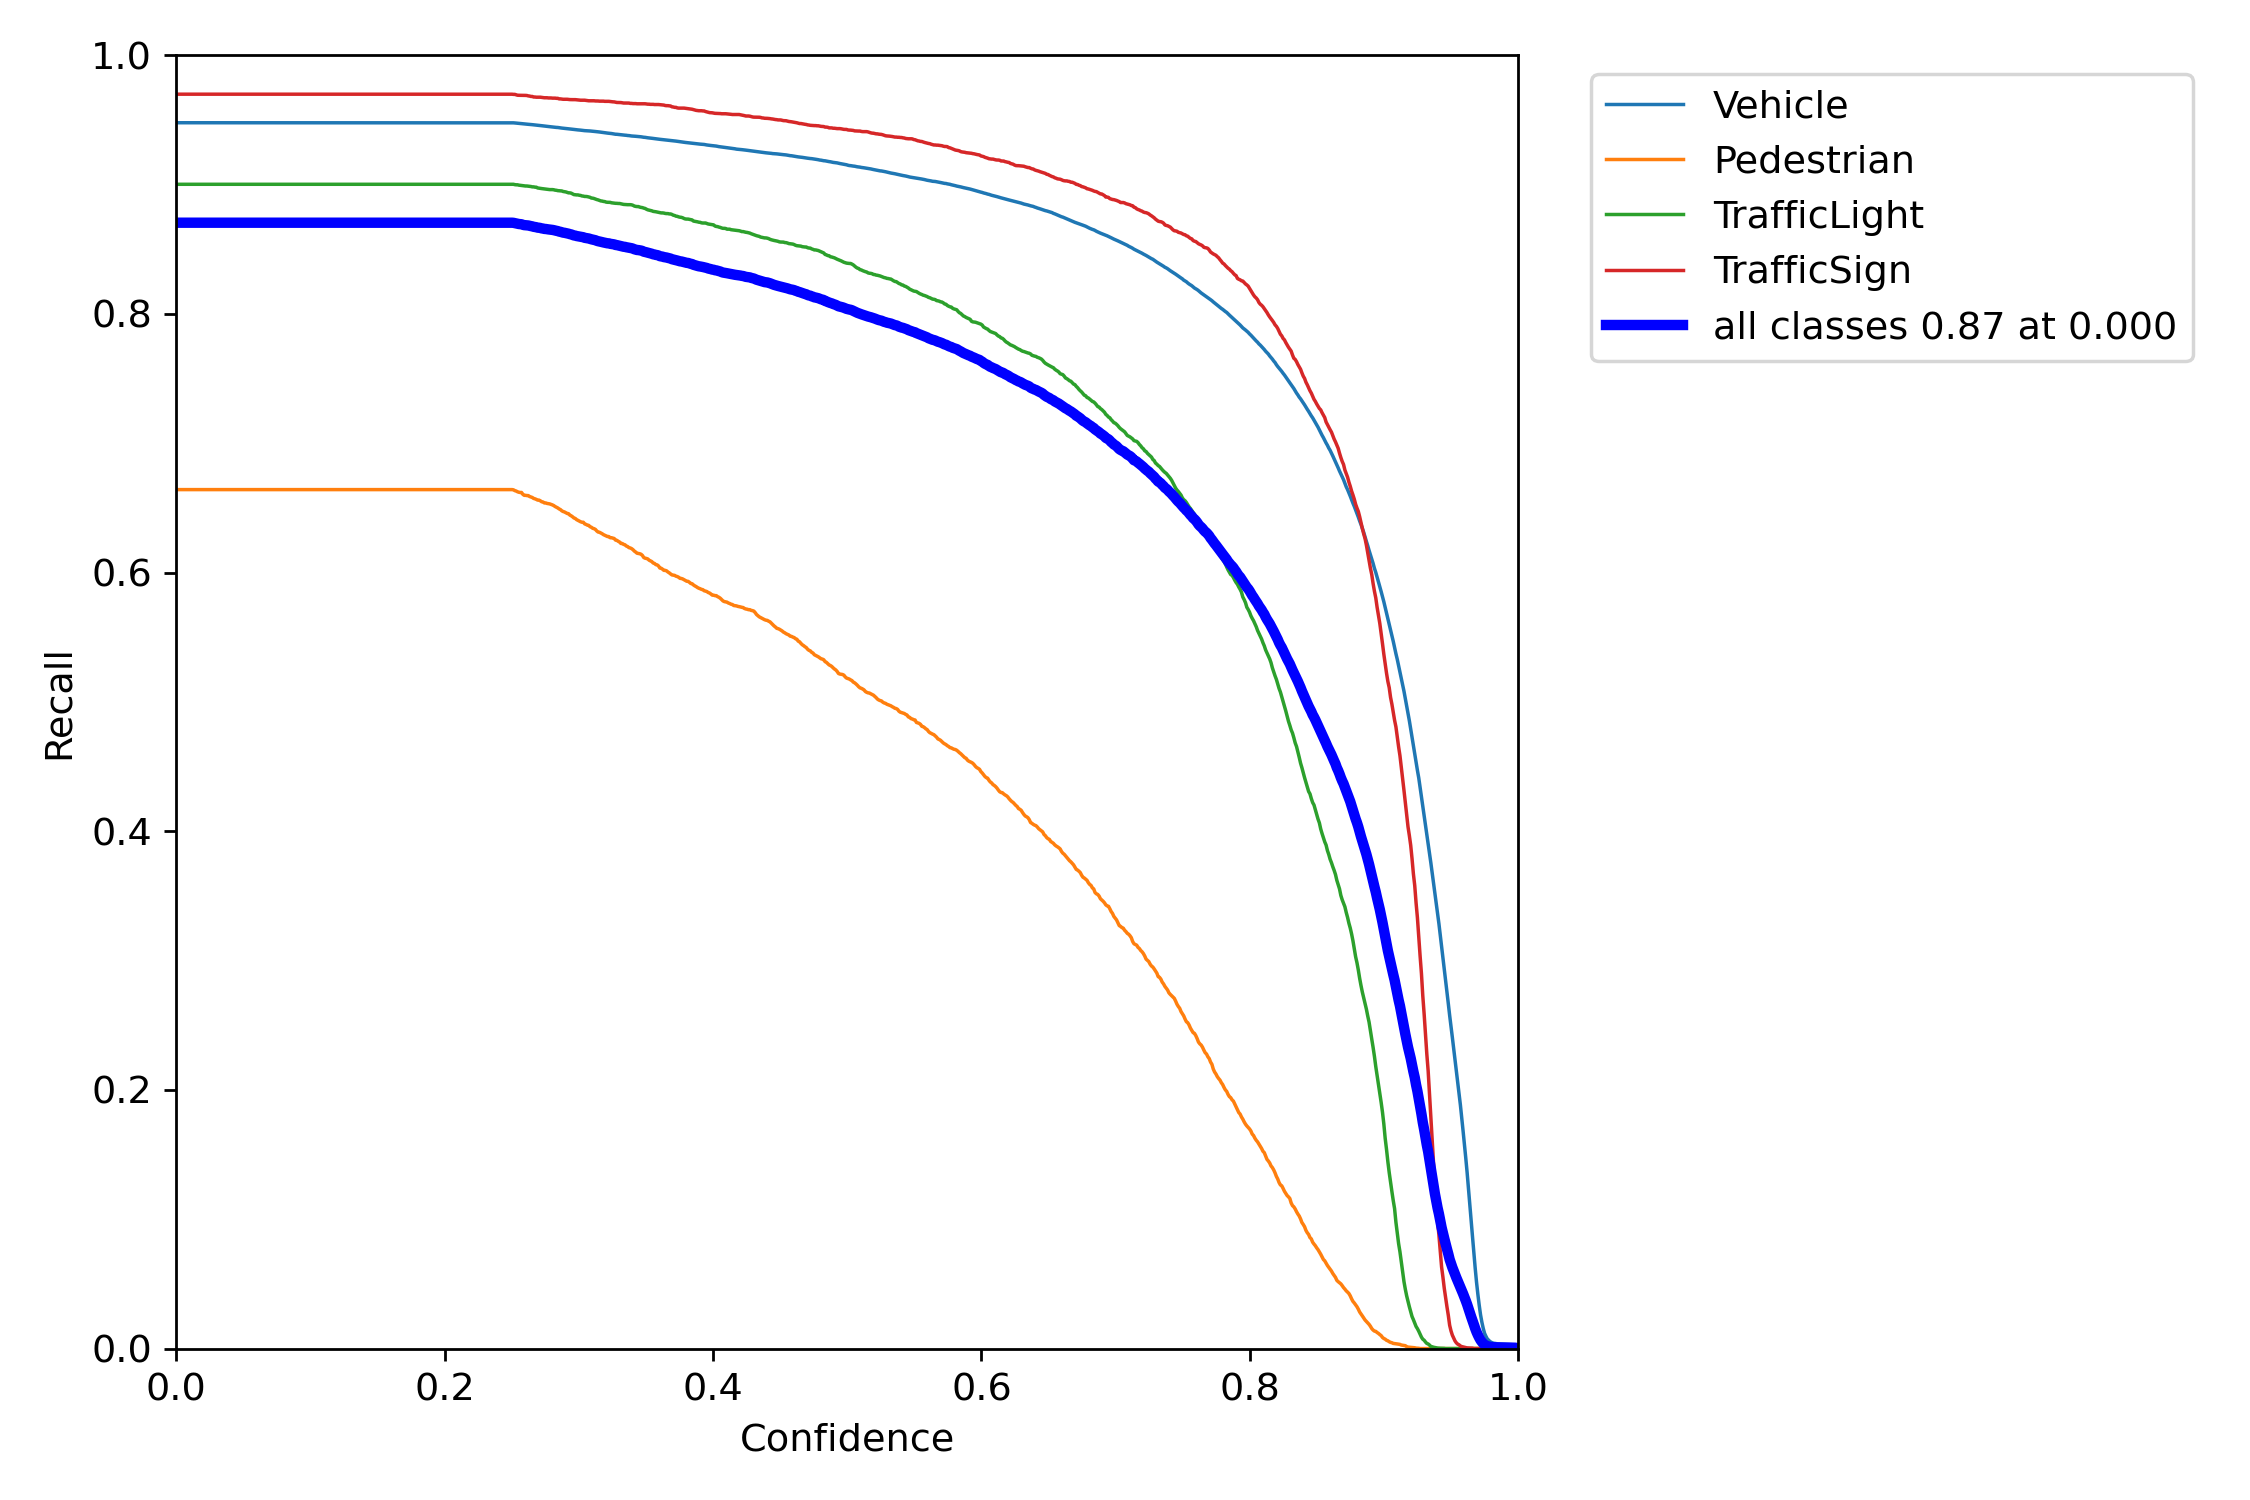 1.0
0.8
0.6
0.4
0.2
0.0
Recall
0.0 0.2 0.4 0.6 0.8 1.0
Confidence
Vehicle
Pedestrian
TrafficLight
TrafficSign
all classes 0.87 at 0.000